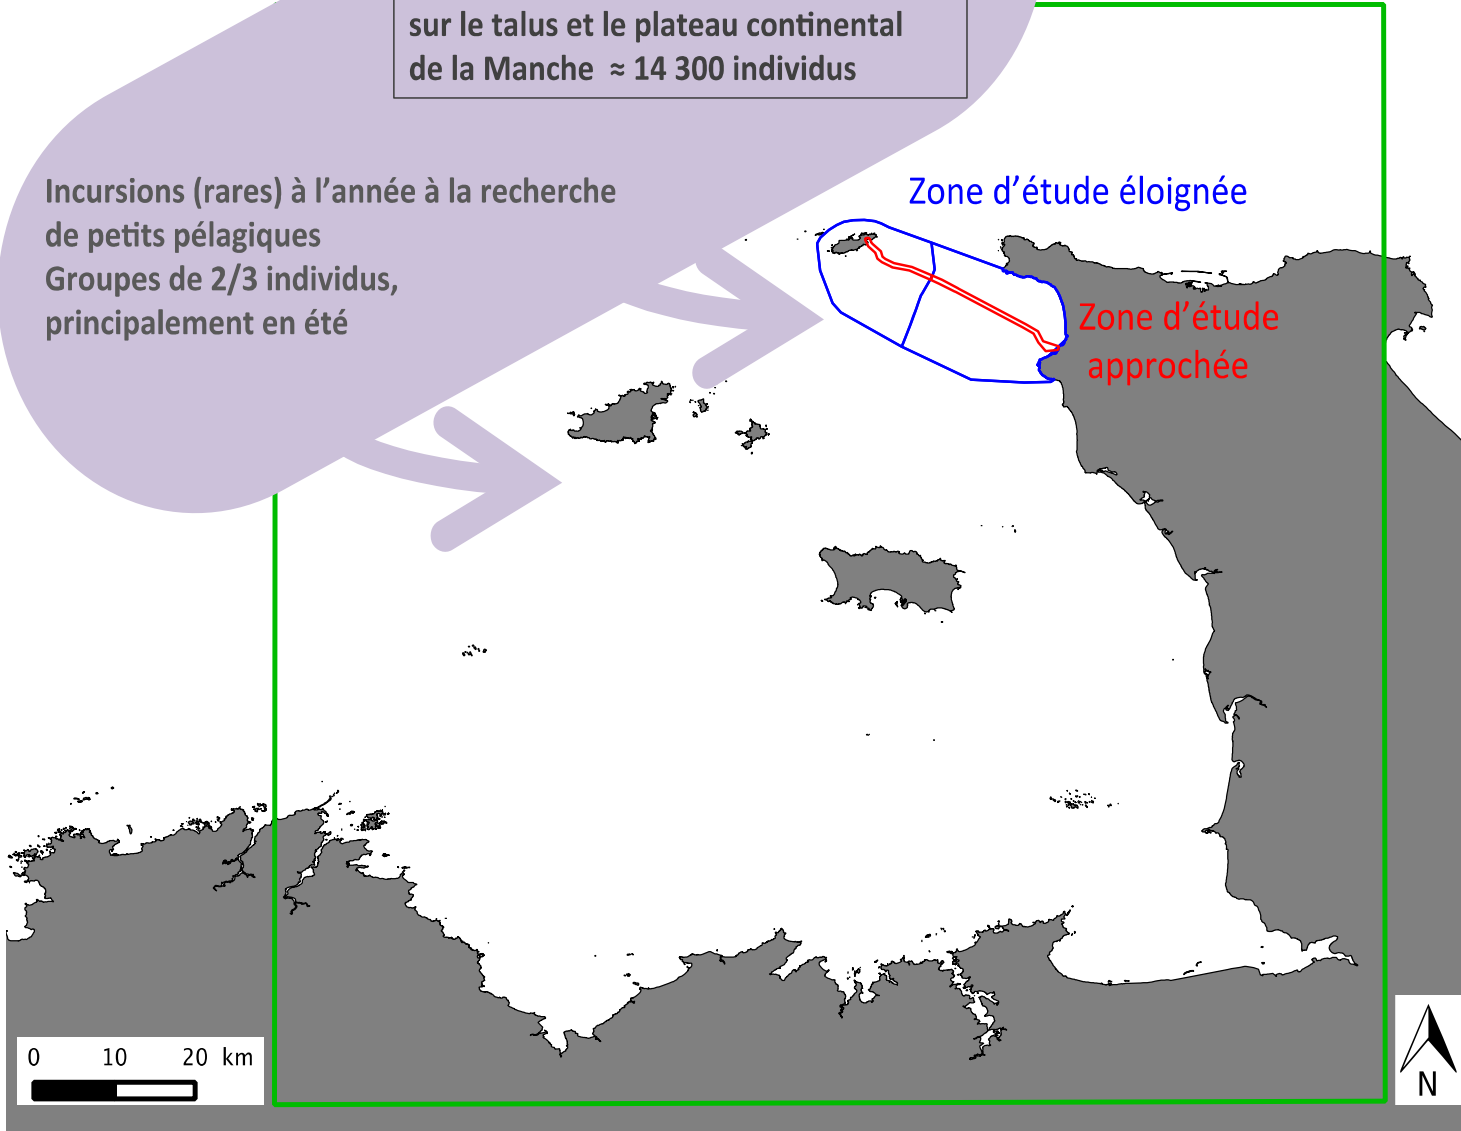 sur le talus et le plateau continental
de la Manche ≈ 14 300 individus
Incursions (rares) à l’année à la recherche
de petits pélagiques
Groupes de 2/3 individus,
principalement en été
Zone d’étude éloignée
Zone d’étude
approchée
0 10 20 km
N